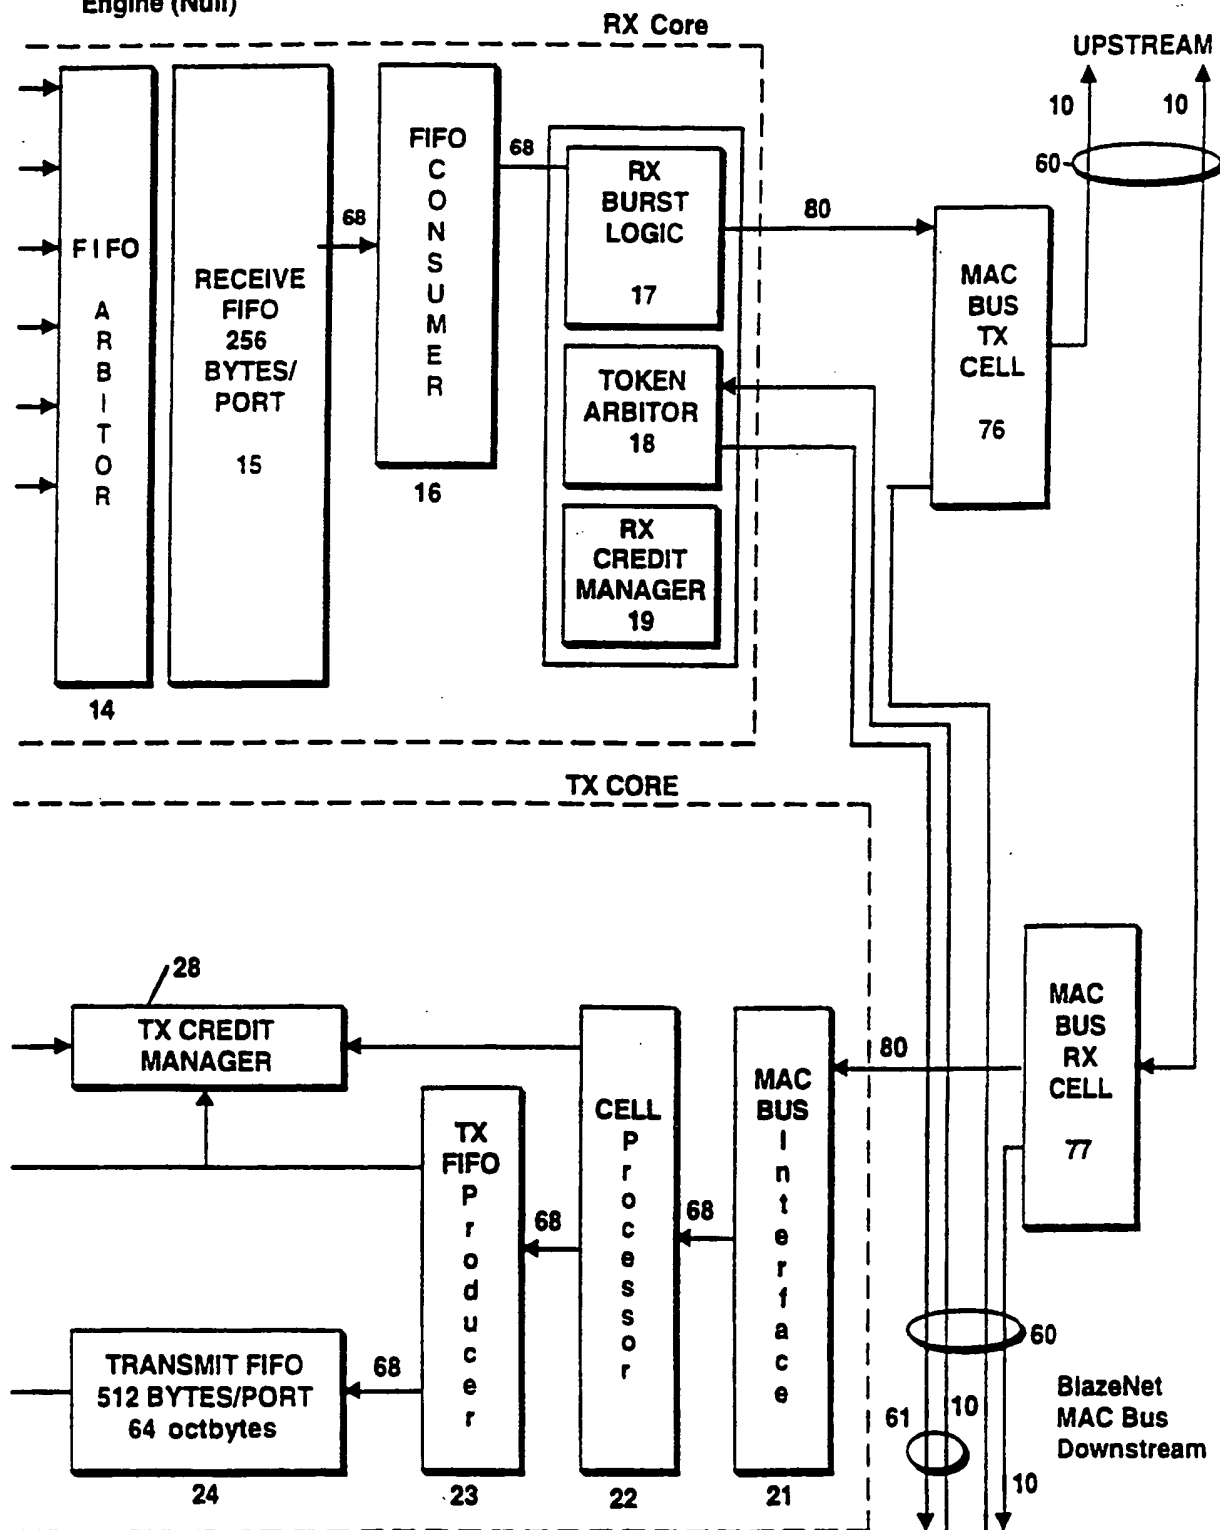 Engine (Null)
RX Core
UPSTREAM
10
10
60
FIFO
ARBITOR
14
RECEIVE
FIFO
256
BYTES/
PORT
15
68
FIFO
CONSUMER
16
68
RX
BURST
LOGIC
17
TOKEN
ARBITOR
18
RX
CREDIT
MANAGER
19
80
MAC
BUS
TX
CELL
76
TX CORE
28
TX CREDIT
MANAGER
TX
FIFO
Producer
23
68
CELL
Processor
22
68
MAC
BUS
Interface
21
80
MAC
BUS
RX
CELL
77
TRANSMIT FIFO
512 BYTES/PORT
64 octbytes
24
68
60
61
10
10
BlazeNet
MAC Bus
Downstream